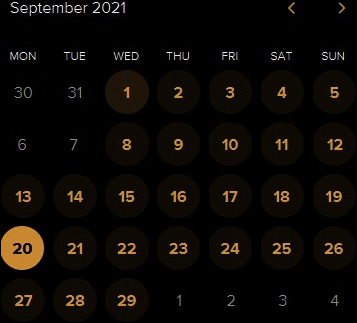 September 2021 < >
MON TUE WED THU FRI SAT SUN
30 31 1 2 3 4 5
6 7 8 9 10 11 12
13 14 15 16 17 18 19
20 21 22 23 24 25 26
27 28 29 1 2 3 4